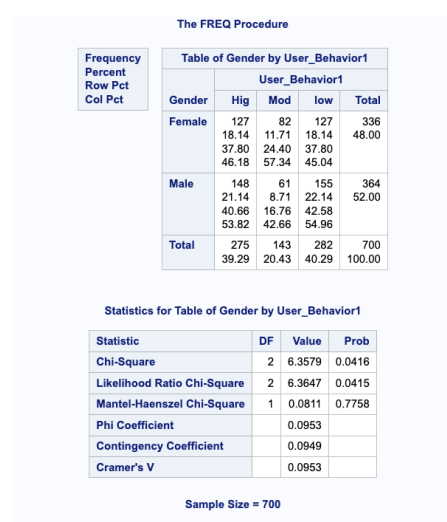 The FREQ Procedure
Frequency
Percent
Row Pct
Col Pct
Table of Gender by User_Behavior1
User_Behavior1
Gender Hig Mod low Total
Female 127 82 127 336
18.14 11.71 18.14 48.00
37.80 24.40 37.80
46.18 57.34 45.04
Male 148 61 155 364
21.14 8.71 22.14 52.00
40.66 16.76 42.58
53.82 42.66 54.96
Total 275 143 282 700
39.29 20.43 40.29 100.00
Statistics for Table of Gender by User_Behavior1
Statistic DF Value Prob
Chi-Square 2 6.3579 0.0416
Likelihood Ratio Chi-Square 2 6.3647 0.0415
Mantel-Haenszel Chi-Square 1 0.0811 0.7758
Phi Coefficient 0.0953
Contingency Coefficient 0.0949
Cramer's V 0.0953
Sample Size = 700